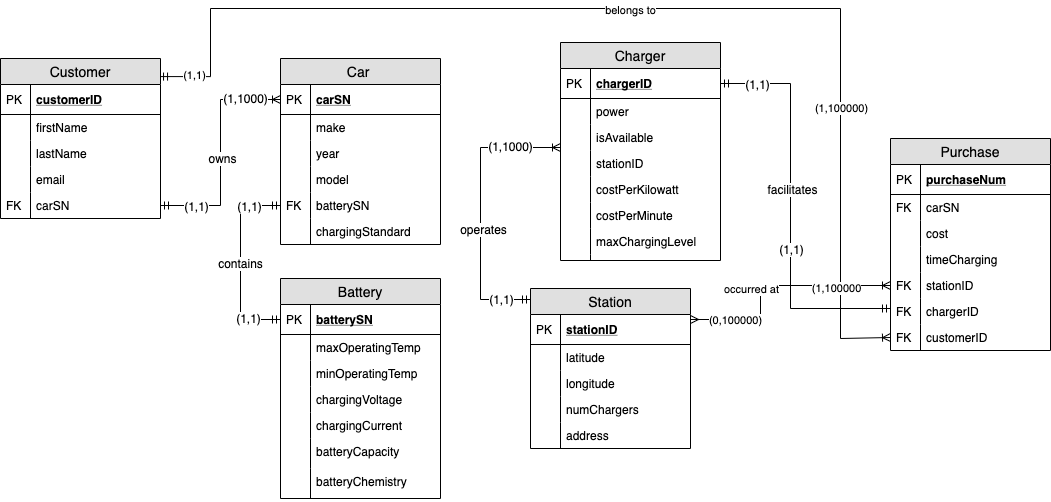 belongs to
Customer
PK customerID
firstName
lastName
email
FK carSN
(1,1)
(1,1000)
owns
(1,1)
Car
PK carSN
make
year
model
FK batterySN
chargingStandard
(1,1)
contains
(1,1)
Battery
PK batterySN
maxOperatingTemp
minOperatingTemp
chargingVoltage
chargingCurrent
batteryCapacity
batteryChemistry
Charger
PK chargerID
power
isAvailable
stationID
costPerKilowatt
costPerMinute
maxChargingLevel
(1,1000)
operates
(1,1)
Station
PK stationID
latitude
longitude
numChargers
address
(1,1)
facilitates
(1,1)
(1,100000)
occurred at
(1,100000
(0,100000)
Purchase
PK purchaseNum
FK carSN
cost
timeCharging
FK stationID
FK chargerID
FK customerID